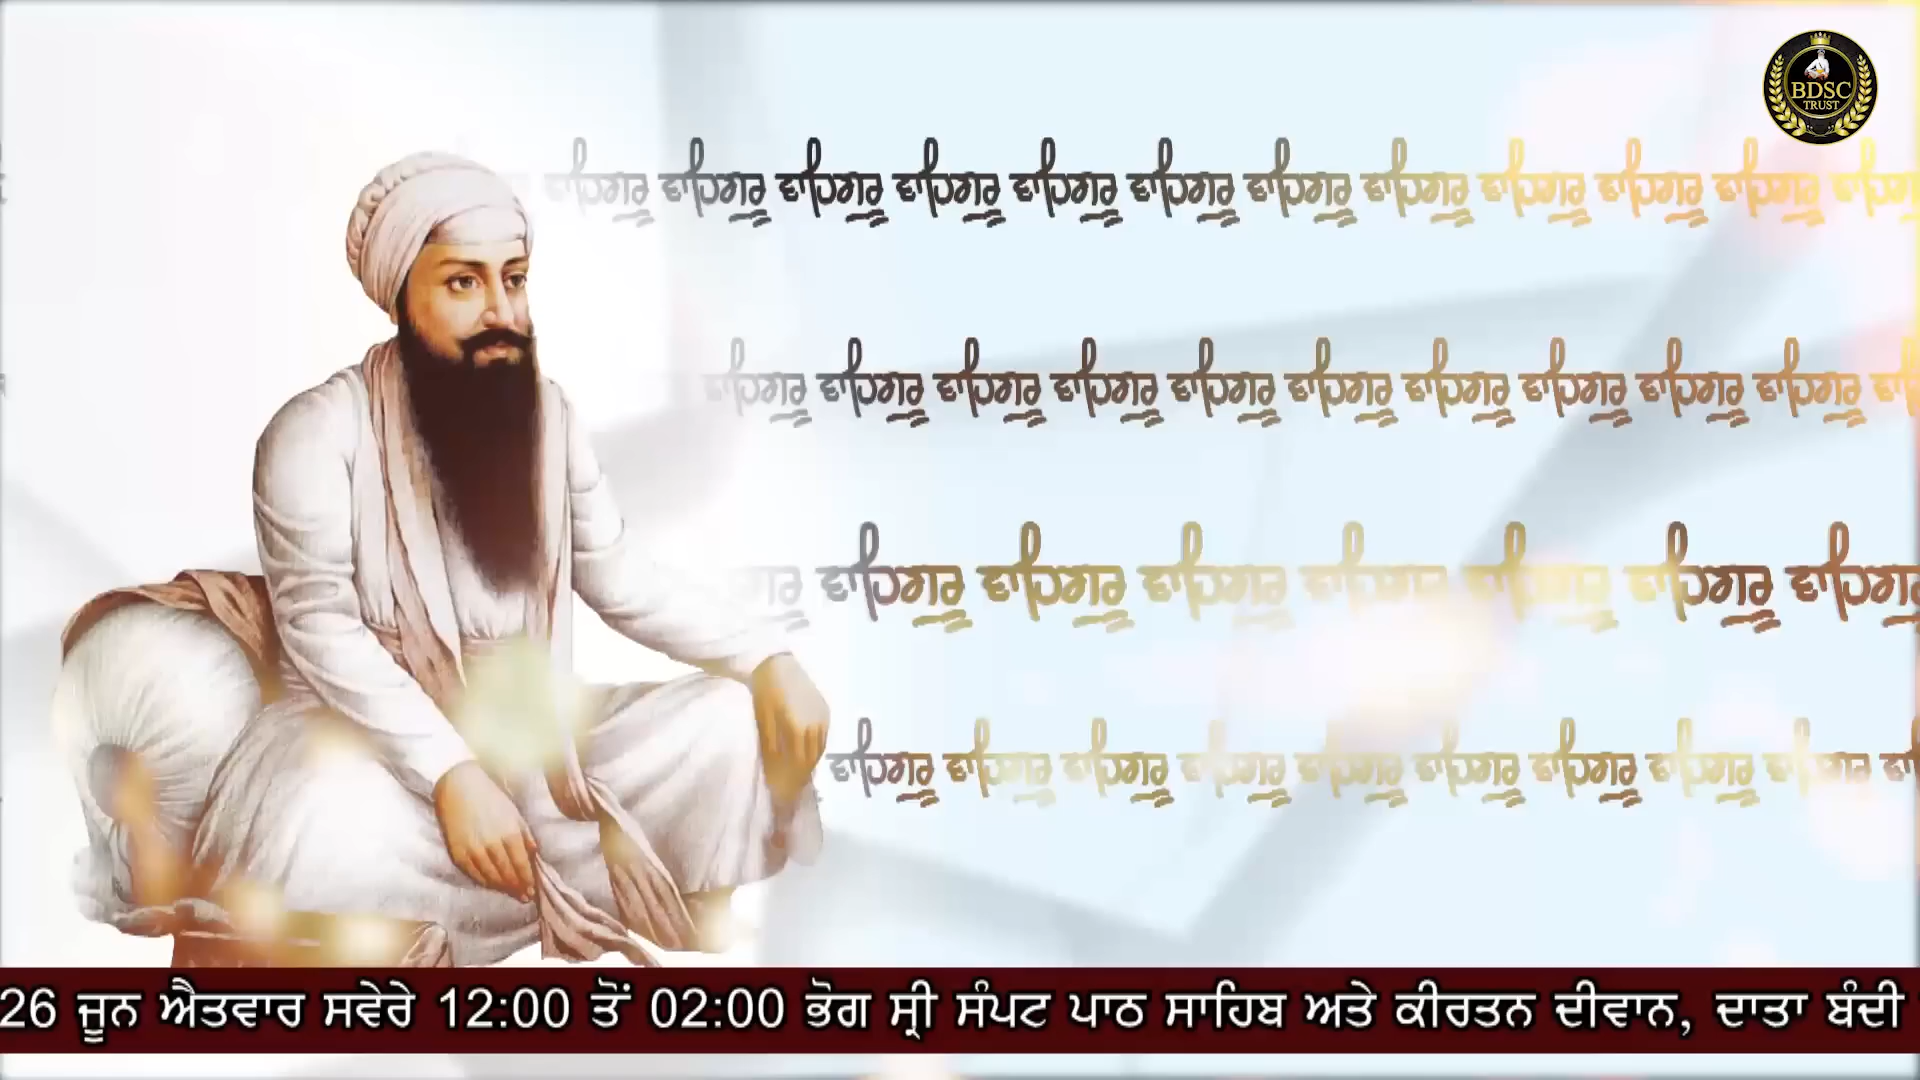 BDSC
TRUST
ਵਾਹਿਗੁਰੂ ਵਾਹਿਗੁਰੂ ਵਾਹਿਗੁਰੂ ਵਾਹਿਗੁਰੂ ਵਾਹਿਗੁਰੂ ਵਾਹਿਗੁਰੂ ਵਾਹਿਗੁਰੂ ਵਾਹਿਗੁਰੂ ਵਾਹਿਗੁਰੂ ਵਾਹਿਗੁਰੂ ਵਾਹਿਗੁਰੂ
ਵਾਹਿਗੁਰੂ ਵਾਹਿਗੁਰੂ ਵਾਹਿਗੁਰੂ ਵਾਹਿਗੁਰੂ ਵਾਹਿਗੁਰੂ ਵਾਹਿਗੁਰੂ ਵਾਹਿਗੁਰੂ ਵਾਹਿਗੁਰੂ ਵਾਹਿਗੁਰੂ ਵਾਹਿਗੁਰੂ
ਵਾਹਿਗੁਰੂ ਵਾਹਿਗੁਰੂ ਵਾਹਿਗੁਰੂ ਵਾਹਿਗੁਰੂ ਵਾਹਿਗੁਰੂ ਵਾਹਿਗੁਰੂ ਵਾਹਿਗੁਰੂ
ਵਾਹਿਗੁਰੂ ਵਾਹਿਗੁਰੂ ਵਾਹਿਗੁਰੂ ਵਾਹਿਗੁਰੂ ਵਾਹਿਗੁਰੂ ਵਾਹਿਗੁਰੂ ਵਾਹਿਗੁਰੂ ਵਾਹਿਗੁਰੂ ਵਾਹਿਗੁਰੂ
26 ਜੂਨ ਐਤਵਾਰ ਸਵੇਰੇ 12:00 ਤੋਂ 02:00 ਭੋਗ ਸ੍ਰੀ ਸੰਪਟ ਪਾਠ ਸਾਹਿਬ ਅਤੇ ਕੀਰਤਨ ਦੀਵਾਨ, ਦਾਤਾ ਬੰਦੀ